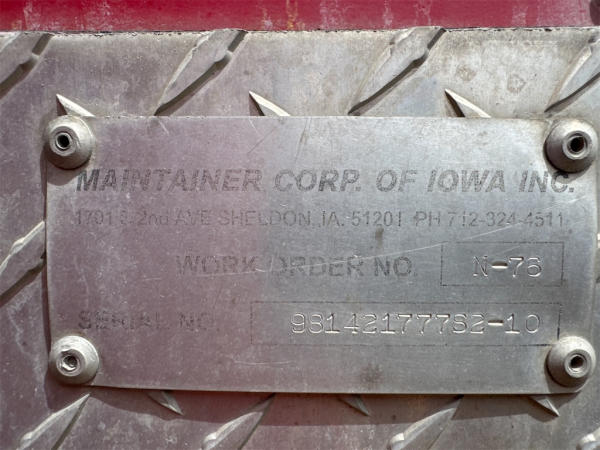 MAINTAINER CORP. OF IOWA INC.
1701 S. 2nd AVE SHELDON, IA. 51201 PH 712-324-4511
WORK ORDER NO. N-76
SERIAL NO. 98142177782-10